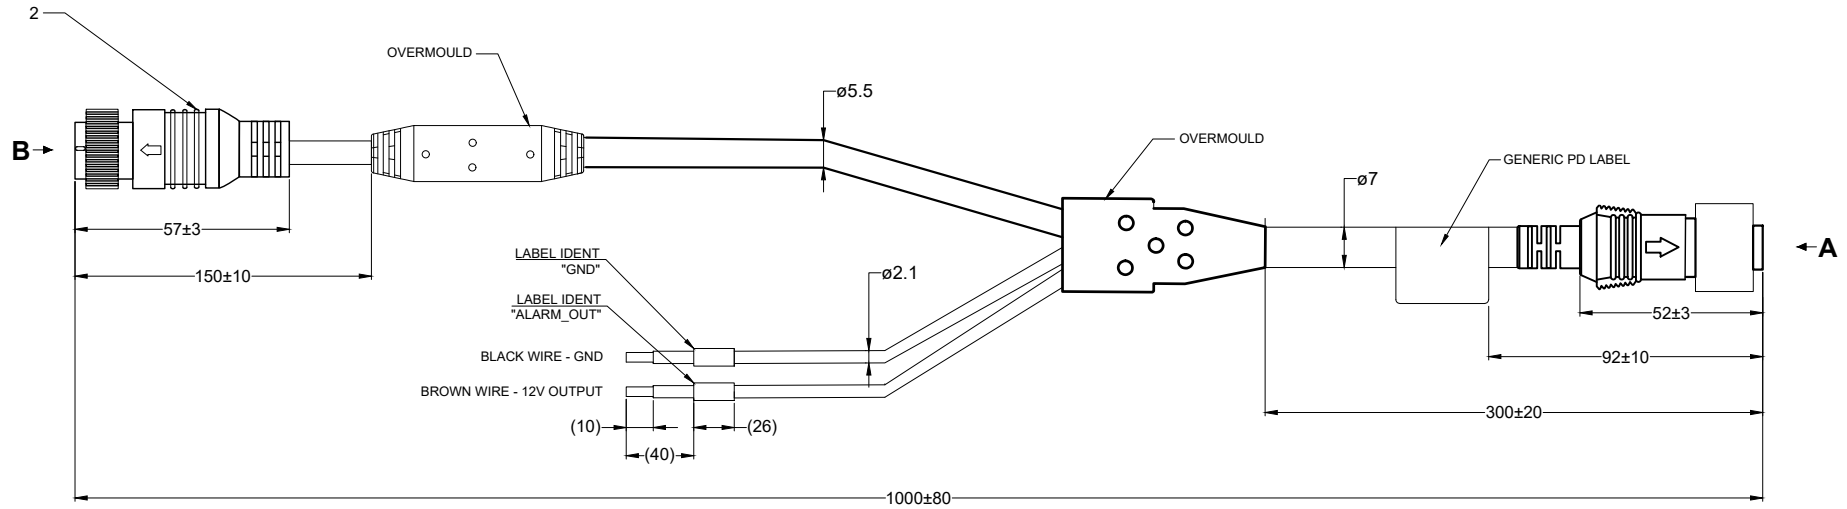 2
OVERMOULD
ø5.5
OVERMOULD
GENERIC PD LABEL
B
ø7
57±3
A
LABEL IDENT
"GND"
150±10
ø2.1
LABEL IDENT
"ALARM_OUT"
52±3
BLACK WIRE - GND
92±10
BROWN WIRE - 12V OUTPUT
300±20
(10)
(26)
(40)
1000±80